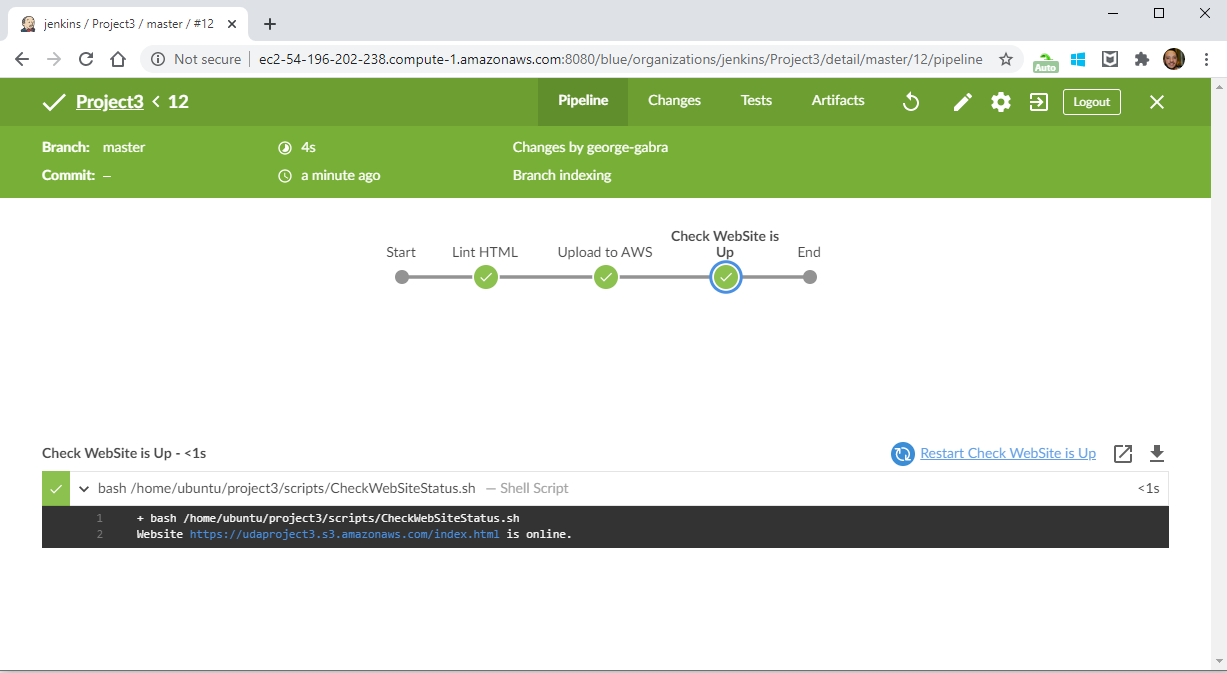 jenkins / Project3 / master / #12
Not secure
ec2-54-196-202-238.compute-1.amazonaws.com:8080/blue/organizations/jenkins/Project3/detail/master/12/pipeline
Auto
Project3 < 12
Pipeline
Changes
Tests
Artifacts
Logout
Branch: master
4s
Changes by george-gabra
Commit: –
a minute ago
Branch indexing
Start
Lint HTML
Upload to AWS
Check WebSite is
Up
End
Check WebSite is Up - <1s
Restart Check WebSite is Up
bash /home/ubuntu/project3/scripts/CheckWebSiteStatus.sh — Shell Script
<1s
1 + bash /home/ubuntu/project3/scripts/CheckWebSiteStatus.sh
2 Website https://udaproject3.s3.amazonaws.com/index.html is online.